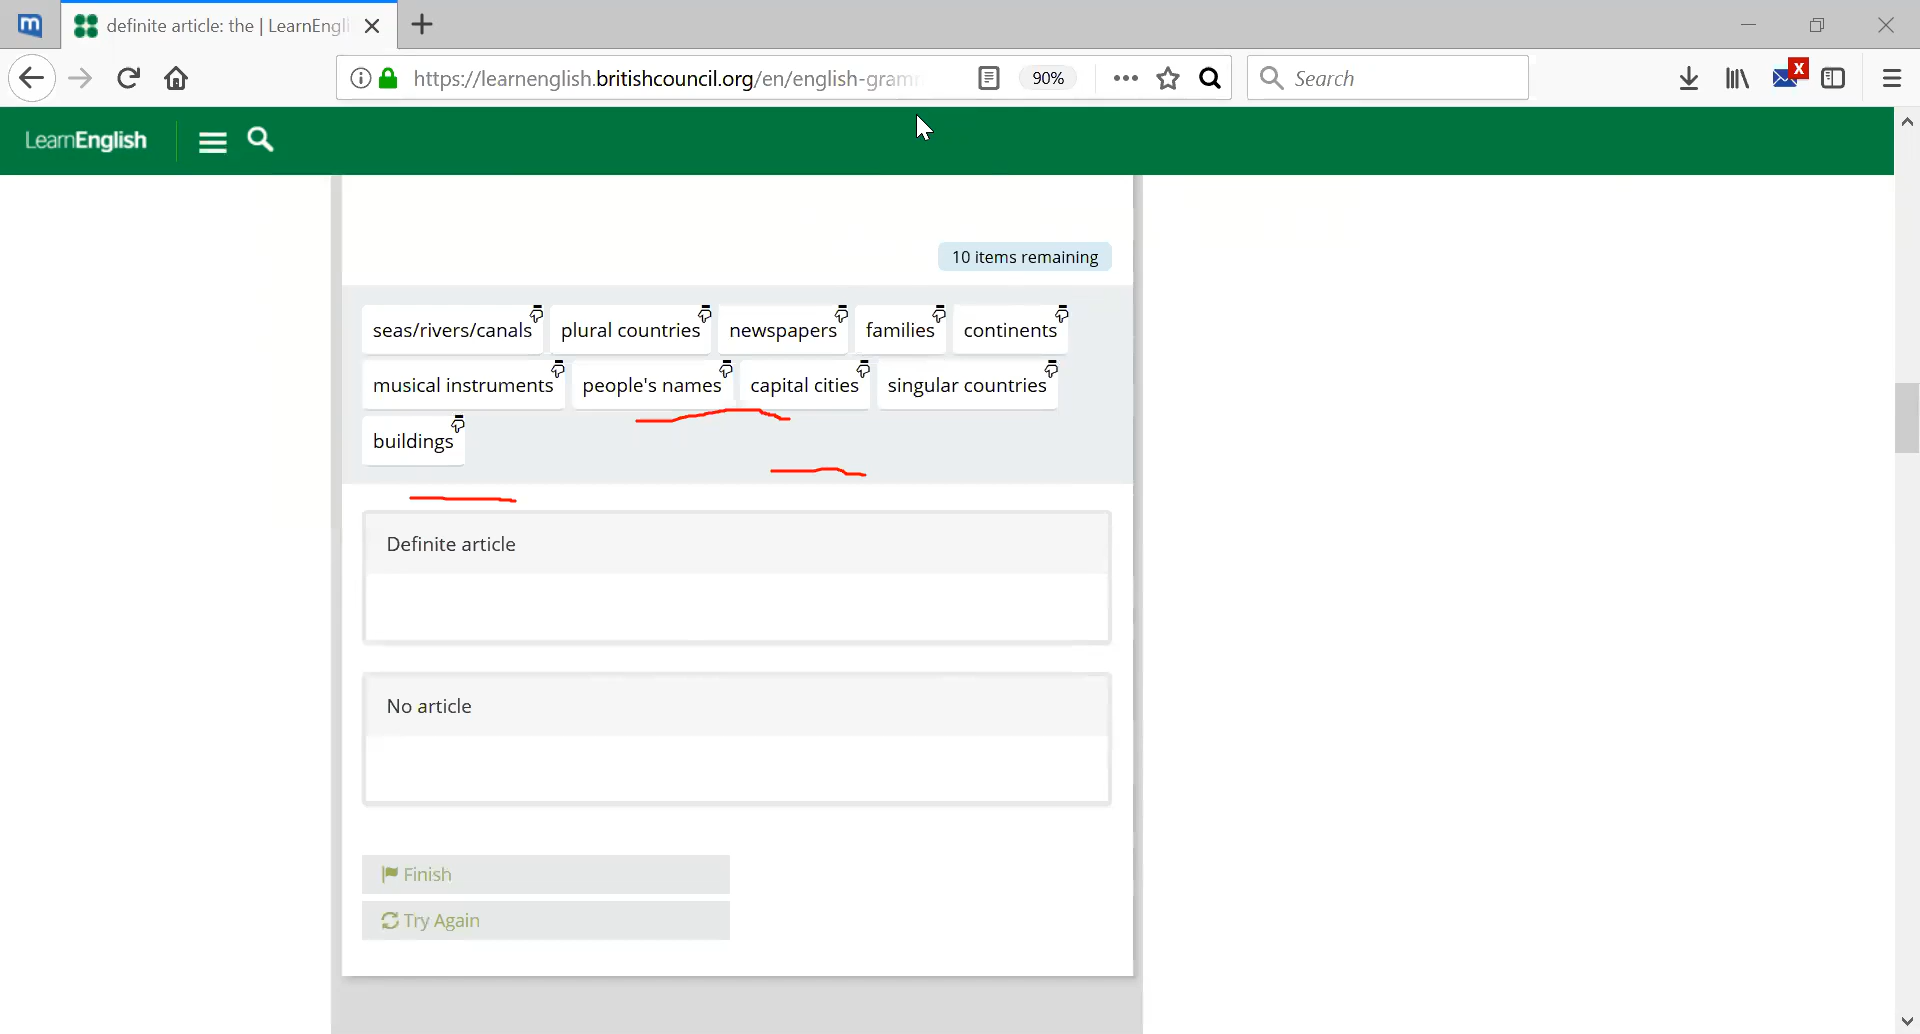 definite article: the | LearnEngli
https://learnenglish.britishcouncil.org/en/english-gram
90%
Search
X
LearnEnglish
10 items remaining
seas/rivers/canals plural countries newspapers families continents
musical instruments people's names capital cities singular countries
buildings
Definite article
No article
Finish
Try Again